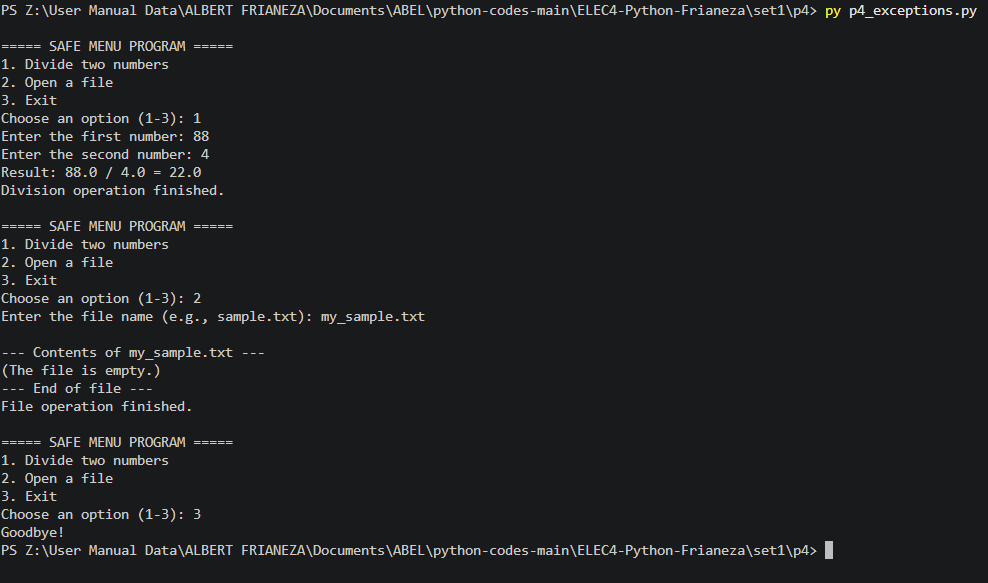 PS Z:\User Manual Data\ALBERT FRIANEZA\Documents\ABEL\python-codes-main\ELEC4-Python-Frianeza\set1\p4> py p4_exceptions.py
===== SAFE MENU PROGRAM =====
1. Divide two numbers
2. Open a file
3. Exit
Choose an option (1-3): 1
Enter the first number: 88
Enter the second number: 4
Result: 88.0 / 4.0 = 22.0
Division operation finished.
===== SAFE MENU PROGRAM =====
1. Divide two numbers
2. Open a file
3. Exit
Choose an option (1-3): 2
Enter the file name (e.g., sample.txt): my_sample.txt
--- Contents of my_sample.txt ---
(The file is empty.)
--- End of file ---
File operation finished.
===== SAFE MENU PROGRAM =====
1. Divide two numbers
2. Open a file
3. Exit
Choose an option (1-3): 3
Goodbye!
PS Z:\User Manual Data\ALBERT FRIANEZA\Documents\ABEL\python-codes-main\ELEC4-Python-Frianeza\set1\p4>